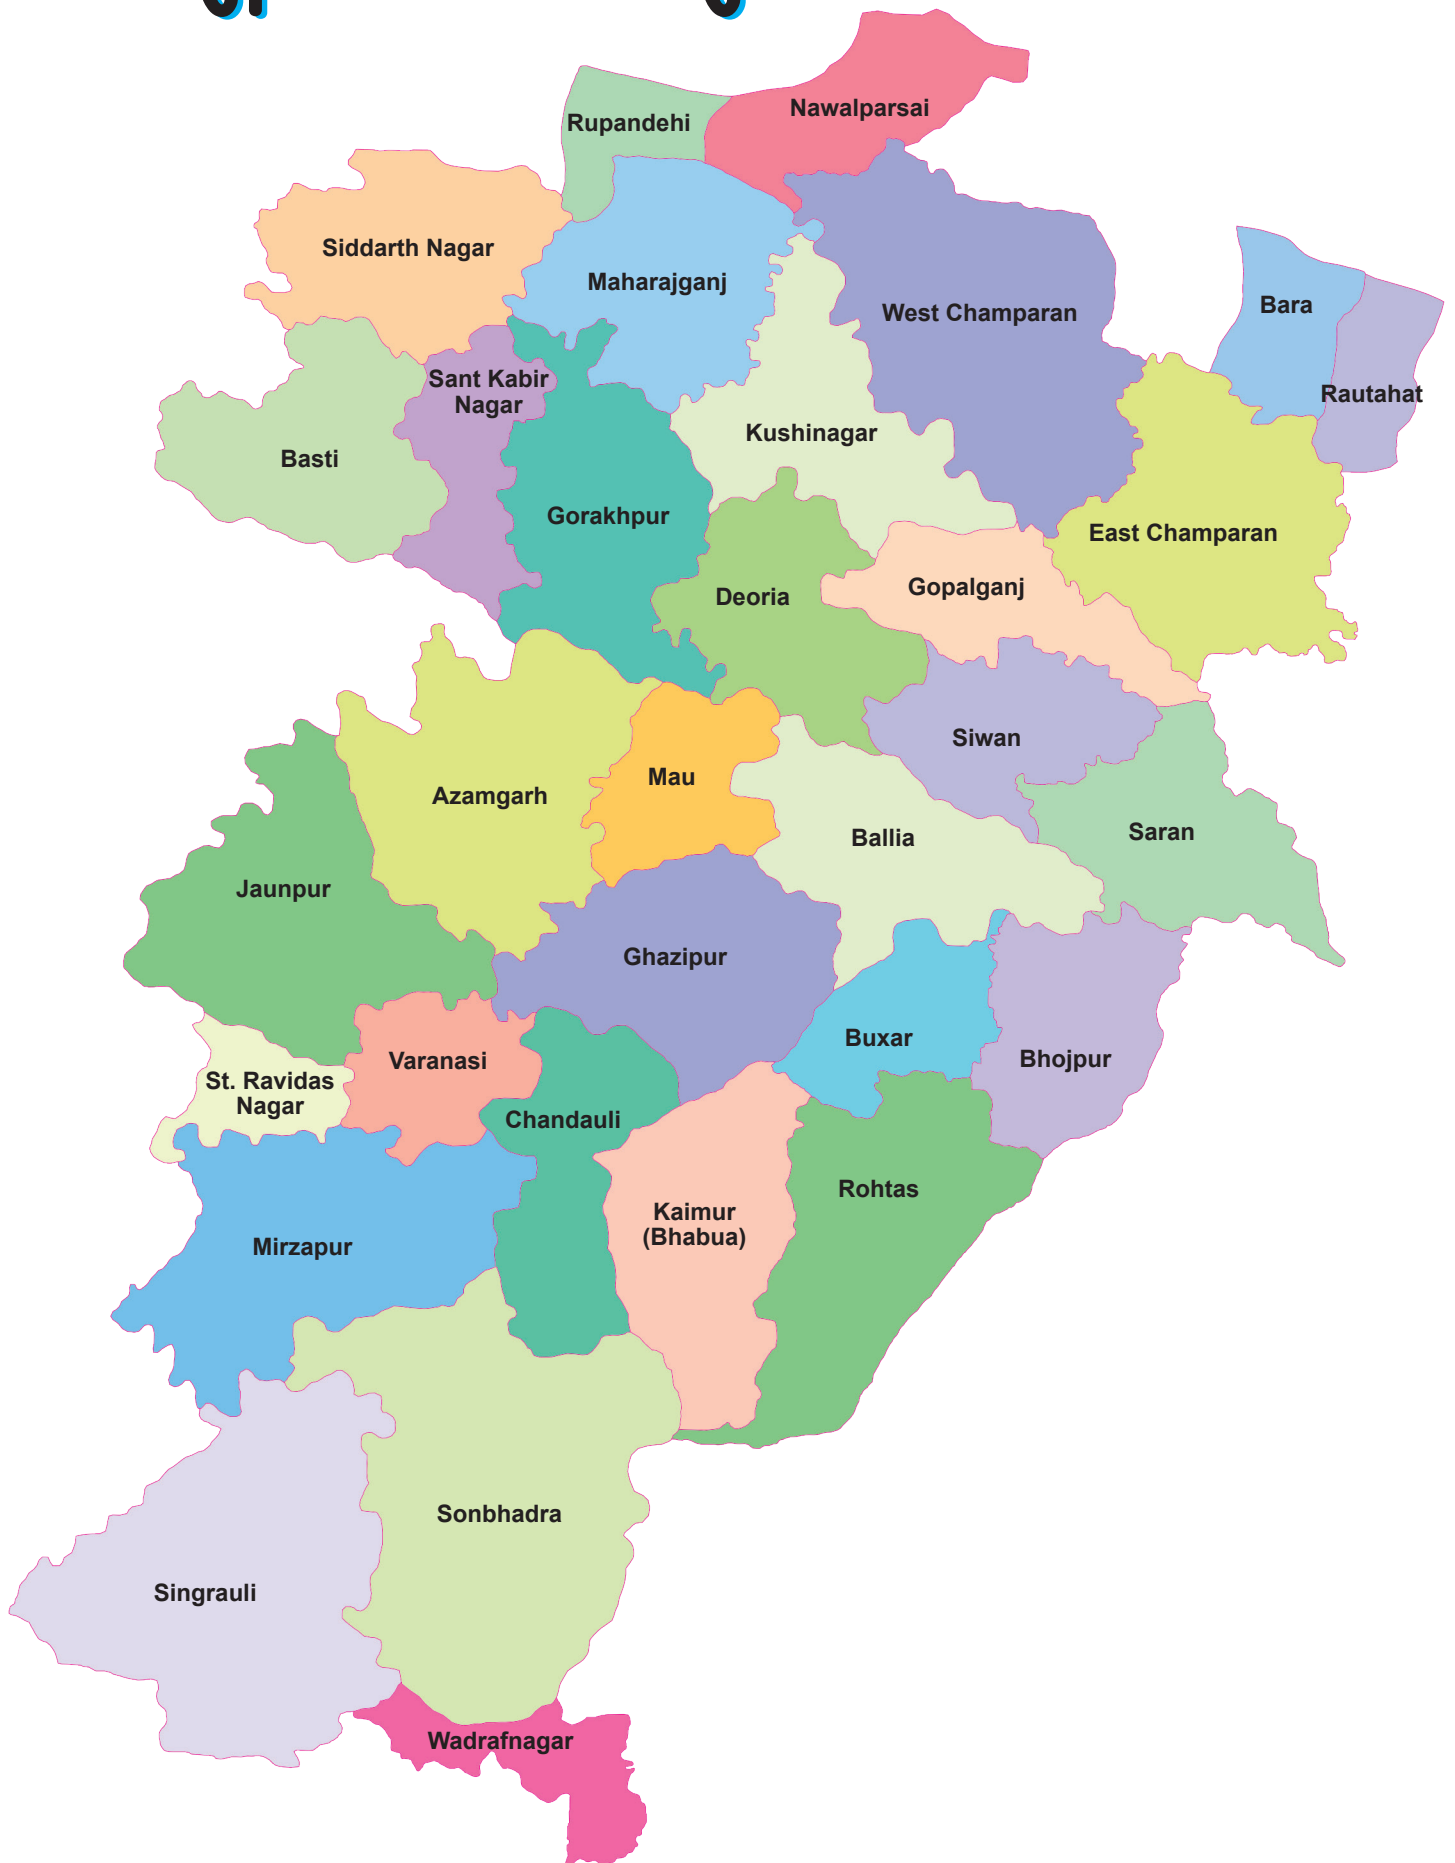 Nawalparsai
Rupandehi
Siddarth Nagar
Maharajganj
West Champaran
Bara
Rautahat
Sant Kabir
Nagar
Kushinagar
Basti
Gorakhpur
East Champaran
Deoria
Gopalganj
Siwan
Mau
Azamgarh
Ballia
Saran
Jaunpur
Ghazipur
Buxar
Bhojpur
Varanasi
St. Ravidas
Nagar
Chandauli
Rohtas
Kaimur
(Bhabua)
Mirzapur
Sonbhadra
Singrauli
Wadrafnagar